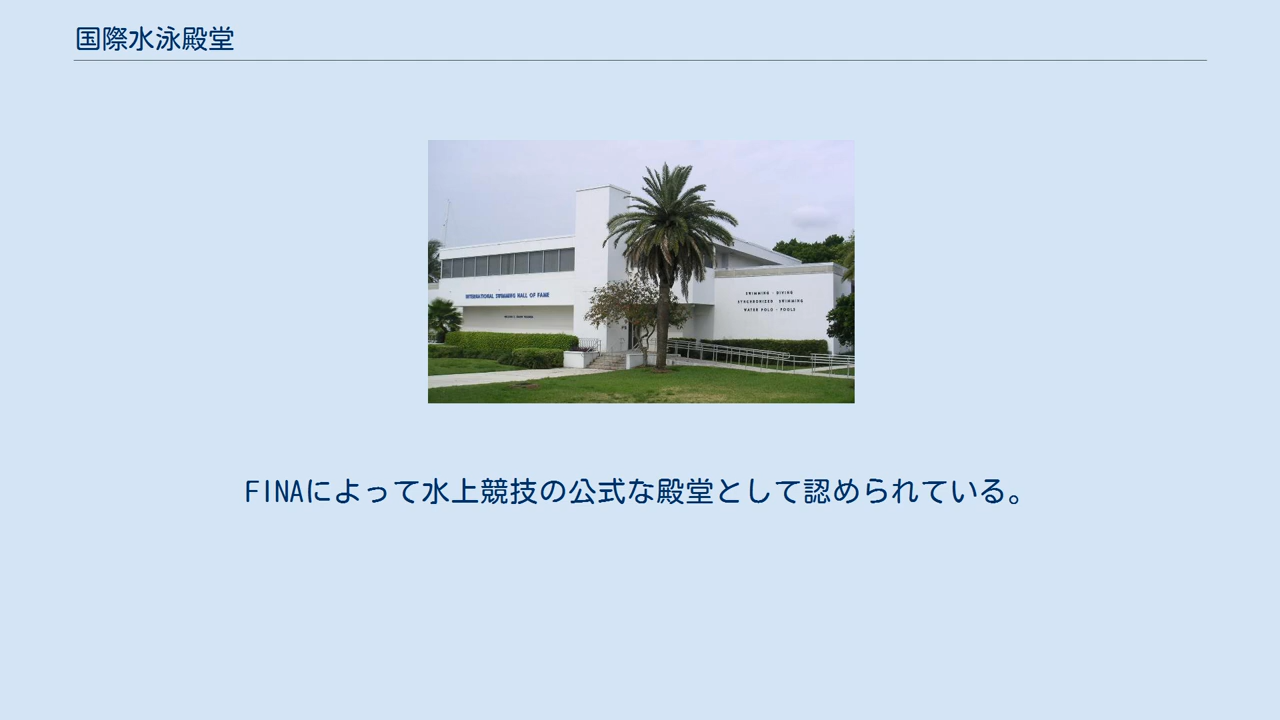 国際水泳殿堂
INTERNATIONAL SWIMMING HALL OF FAME
SWIMMING · DIVING
SYNCHRONIZED SWIMMING
WATER POLO · POOLS
FINAによって水上競技の公式な殿堂として認められている。